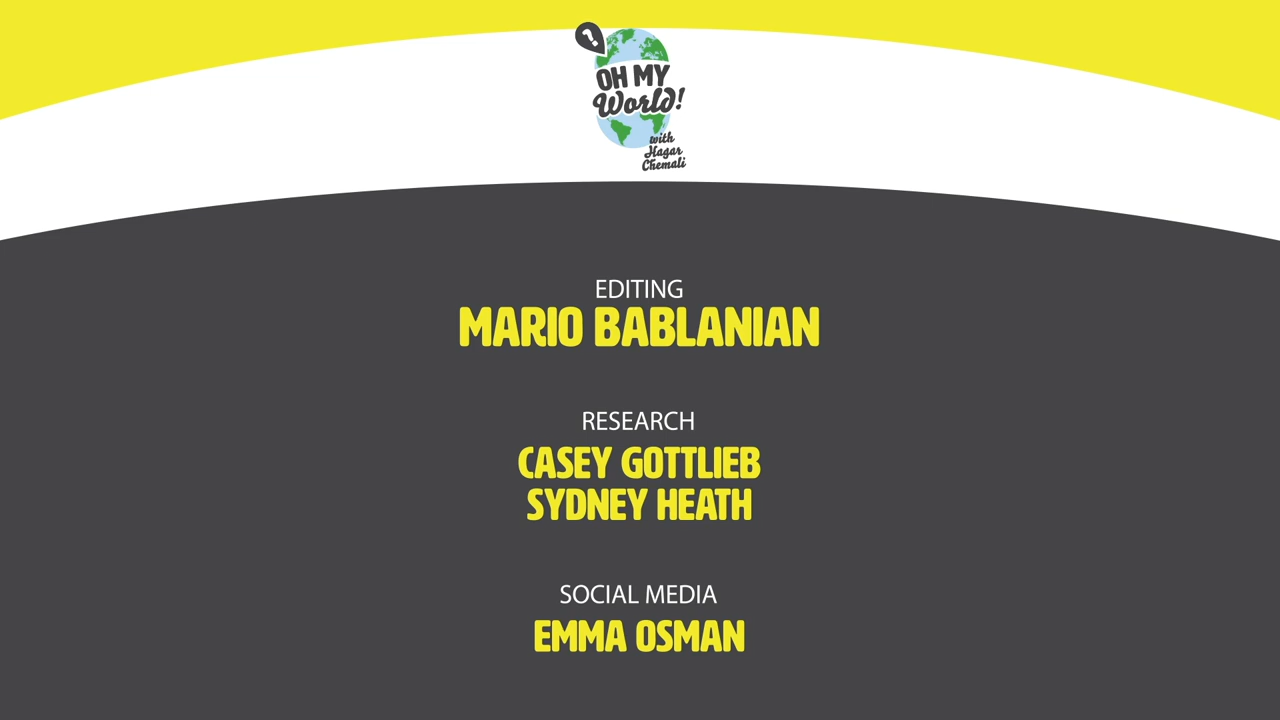 OH MY
World!
with
Hagar
Chemali
EDITING
MARIO BABLANIAN
RESEARCH
CASEY GOTTLIEB
SYDNEY HEATH
SOCIAL MEDIA
EMMA OSMAN